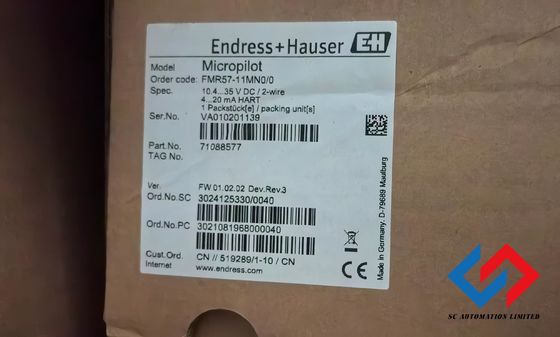 Endress+Hauser EH
Model Micropilot
Order code: FMR57-11MN0/0
Spec. 10.4...35 V DC / 2-wire
4...20 mA HART
1 Packstück[e] / packing unit[s]
Ser.No. VA010201139
Part.No. 71088577
TAG No.
Ver. FW 01.02.02 Dev.Rev.3
Ord.No.SC 3024125330/0040
Ord.No.PC 3021081968000040
Cust.Ord. CN // 519289/1-10 / CN
Internet www.endress.com
Made in Germany, D-79689 Maulburg
CE
SC AUTOMATION LIMITED